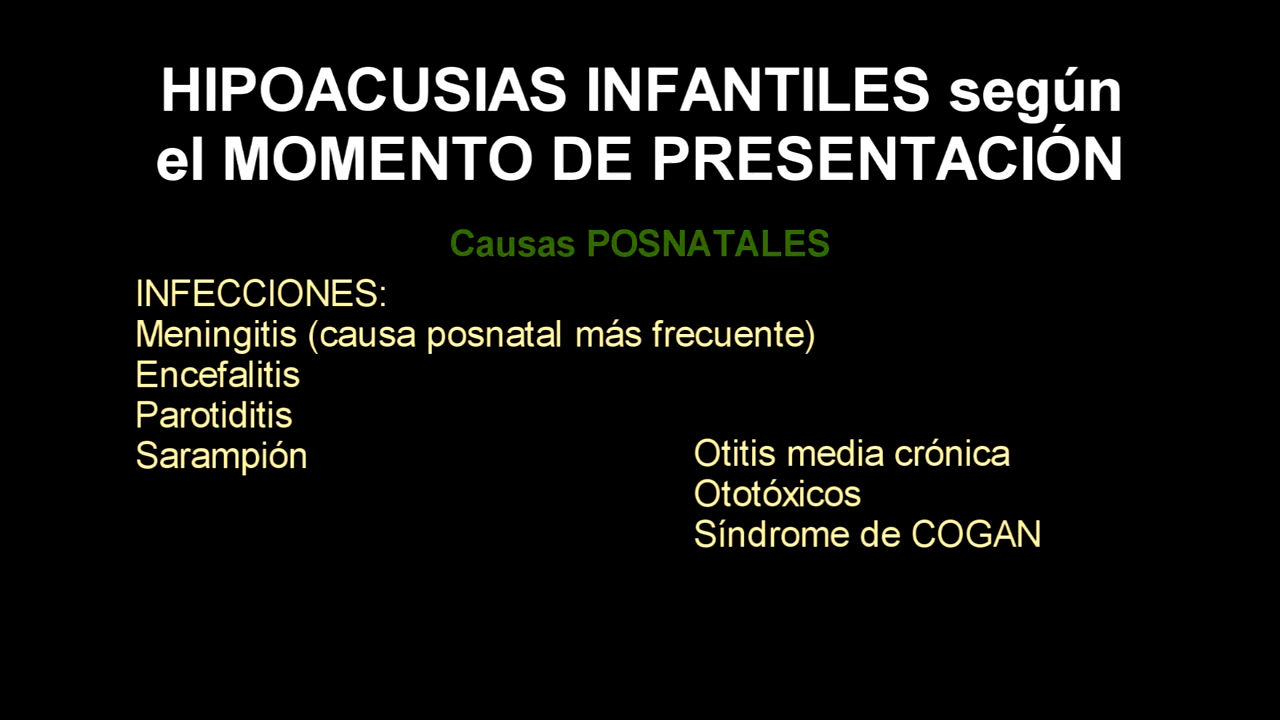 HIPOACUSIAS INFANTILES según
el MOMENTO DE PRESENTACIÓN
Causas POSNATALES
INFECCIONES:
Meningitis (causa posnatal más frecuente)
Encefalitis
Parotiditis
Sarampión
Otitis media crónica
Ototóxicos
Síndrome de COGAN